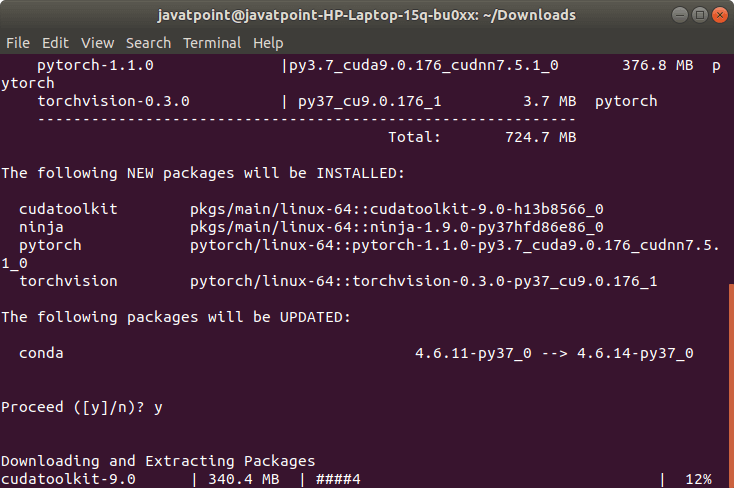 javatpoint@javatpoint-HP-Laptop-15q-bu0xx: ~/Downloads
File Edit View Search Terminal Help
pytorch-1.1.0 |py3.7_cuda9.0.176_cudnn7.5.1_0 376.8 MB p
ytorch
torchvision-0.3.0 | py37_cu9.0.176_1 3.7 MB pytorch
------------------------------------------------------------
Total: 724.7 MB
The following NEW packages will be INSTALLED:
cudatoolkit pkgs/main/linux-64::cudatoolkit-9.0-h13b8566_0
ninja pkgs/main/linux-64::ninja-1.9.0-py37hfd86e86_0
pytorch pytorch/linux-64::pytorch-1.1.0-py3.7_cuda9.0.176_cudnn7.5.
1_0
torchvision pytorch/linux-64::torchvision-0.3.0-py37_cu9.0.176_1
The following packages will be UPDATED:
conda 4.6.11-py37_0 --> 4.6.14-py37_0
Proceed ([y]/n)? y
Downloading and Extracting Packages
cudatoolkit-9.0 | 340.4 MB | ####4 | 12%